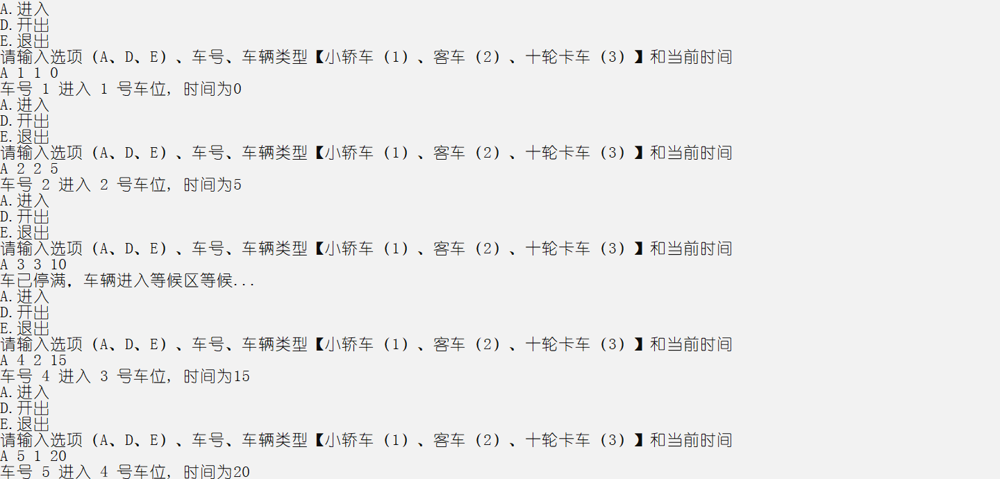 A.进入
D.开出
E.退出
请输入选项（A、D、E）、车号、车辆类型【小轿车（1）、客车（2）、十轮卡车（3）】和当前时间
A 1 1 0
车号 1 进入 1 号车位, 时间为0
A.进入
D.开出
E.退出
请输入选项（A、D、E）、车号、车辆类型【小轿车（1）、客车（2）、十轮卡车（3）】和当前时间
A 2 2 5
车号 2 进入 2 号车位, 时间为5
A.进入
D.开出
E.退出
请输入选项（A、D、E）、车号、车辆类型【小轿车（1）、客车（2）、十轮卡车（3）】和当前时间
A 3 3 10
车已停满，车辆进入等候区等候...
A.进入
D.开出
E.退出
请输入选项（A、D、E）、车号、车辆类型【小轿车（1）、客车（2）、十轮卡车（3）】和当前时间
A 4 2 15
车号 4 进入 3 号车位, 时间为15
A.进入
D.开出
E.退出
请输入选项（A、D、E）、车号、车辆类型【小轿车（1）、客车（2）、十轮卡车（3）】和当前时间
A 5 1 20
车号 5 进入 4 号车位, 时间为20